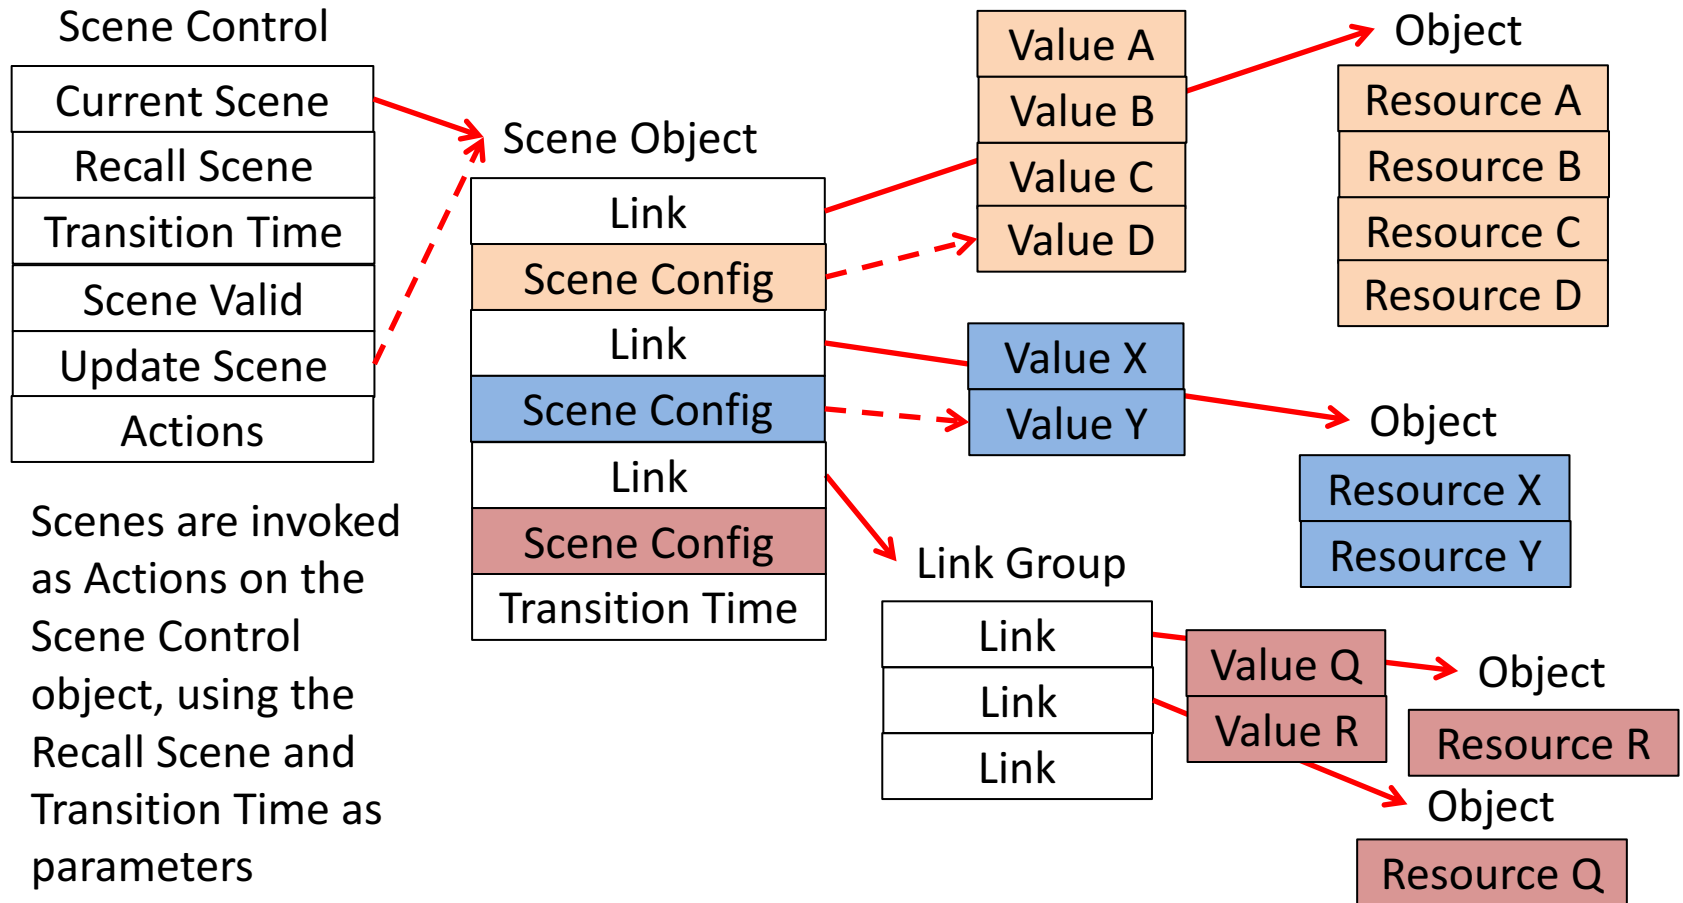 Scene Control
Current Scene
Recall Scene
Transition Time
Scene Valid
Update Scene
Actions
Scenes are invoked
as Actions on the
Scene Control
object, using the
Recall Scene and
Transition Time as
parameters
Scene Object
Link
Scene Config
Link
Scene Config
Link
Scene Config
Transition Time
Value A
Value B
Value C
Value D
Object
Resource A
Resource B
Resource C
Resource D
Value X
Value Y
Object
Resource X
Resource Y
Link Group
Link
Link
Link
Value Q
Value R
Object
Resource R
Object
Resource Q